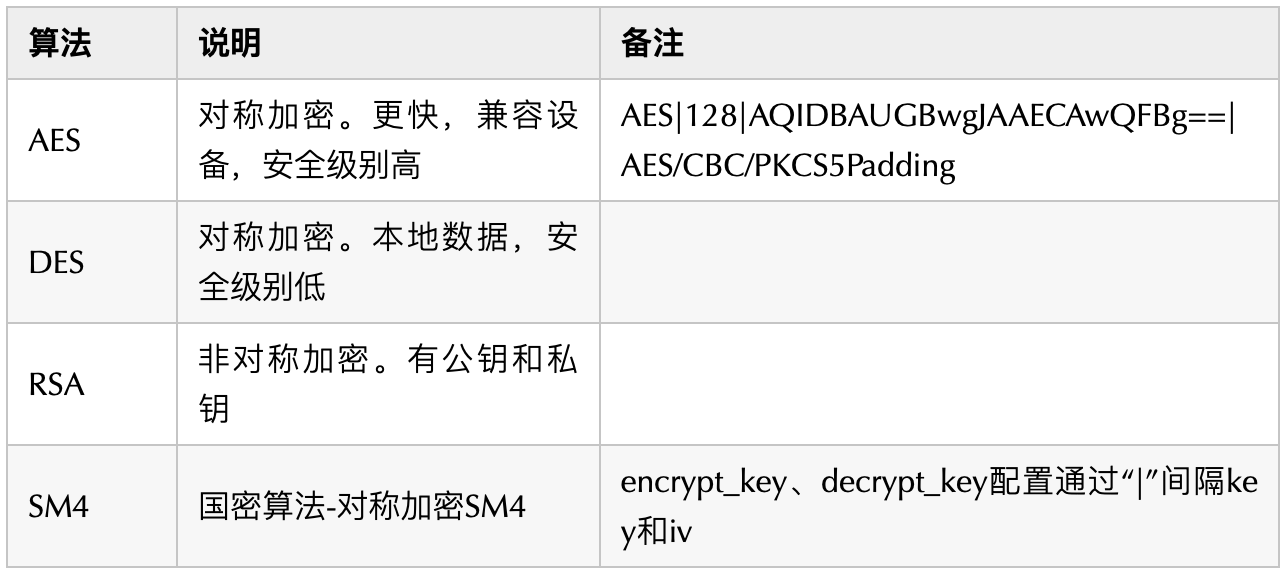 算法 说明 备注
AES
对称加密。更快，兼容设
备，安全级别高
AES|128|AQIDBAUGBwgJAAECAwQFBg==|
AES/CBC/PKCS5Padding
DES
对称加密。本地数据，安
全级别低
RSA
非对称加密。有公钥和私
钥
SM4
国密算法-对称加密SM4
encrypt_key、decrypt_key配置通过“|”间隔ke
y和iv